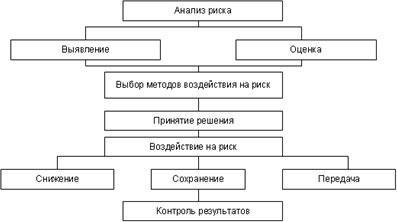 Анализ риска
Выявление
Оценка
Выбор методов воздействия на риск
Принятие решения
Воздействие на риск
Снижение
Сохранение
Передача
Контроль результатов